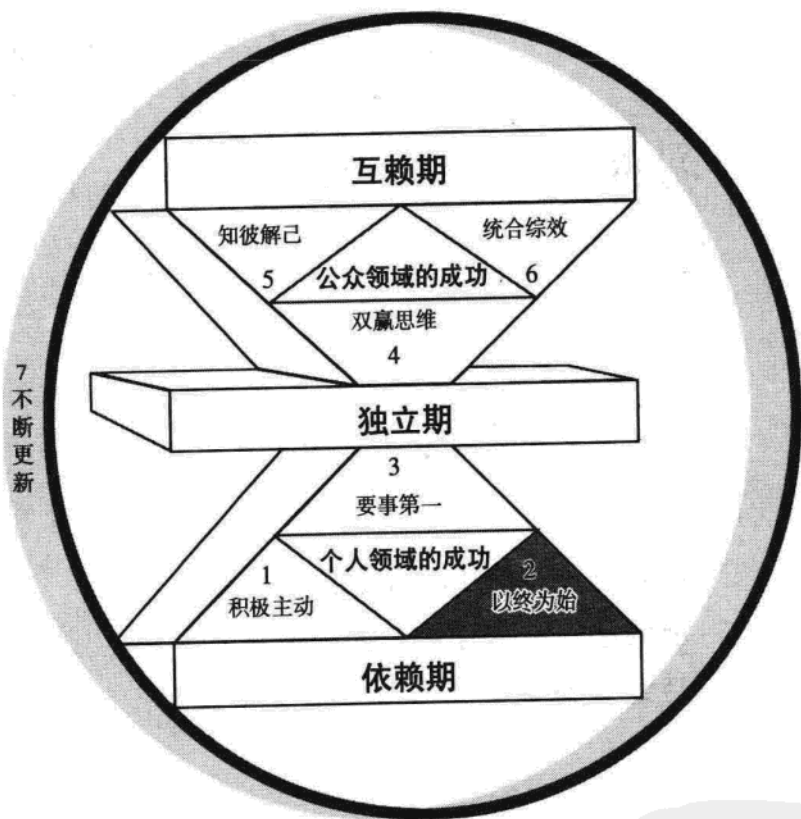 互赖期
知彼解己
5
统合综效
6
公众领域的成功
双赢思维
4
7
不断更新
独立期
3
要事第一
个人领域的成功
1
积极主动
2
以终为始
依赖期